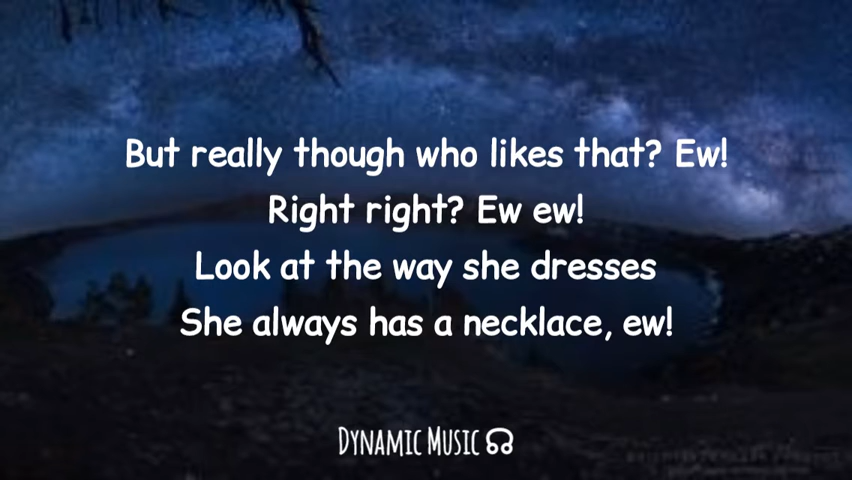 But really though who likes that? Ew!
Right right? Ew ew!
Look at the way she dresses
She always has a necklace, ew!
Dynamic Music